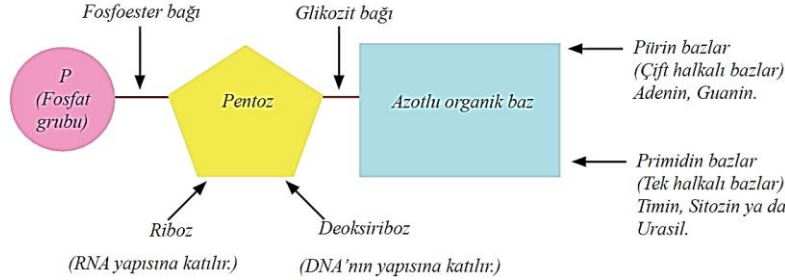 Fosfoester bağı
Glikozit bağı
P
(Fosfat
grubu)
Pentoz
Azotlu organik baz
Pürin bazlar
(Çift halkalı bazlar)
Adenin, Guanin.
Primidin bazlar
(Tek halkalı bazlar)
Timin, Sitozin ya da
Urasil.
Riboz
(RNA yapısına katılır.)
Deoksiriboz
(DNA’nın yapısına katılır.)